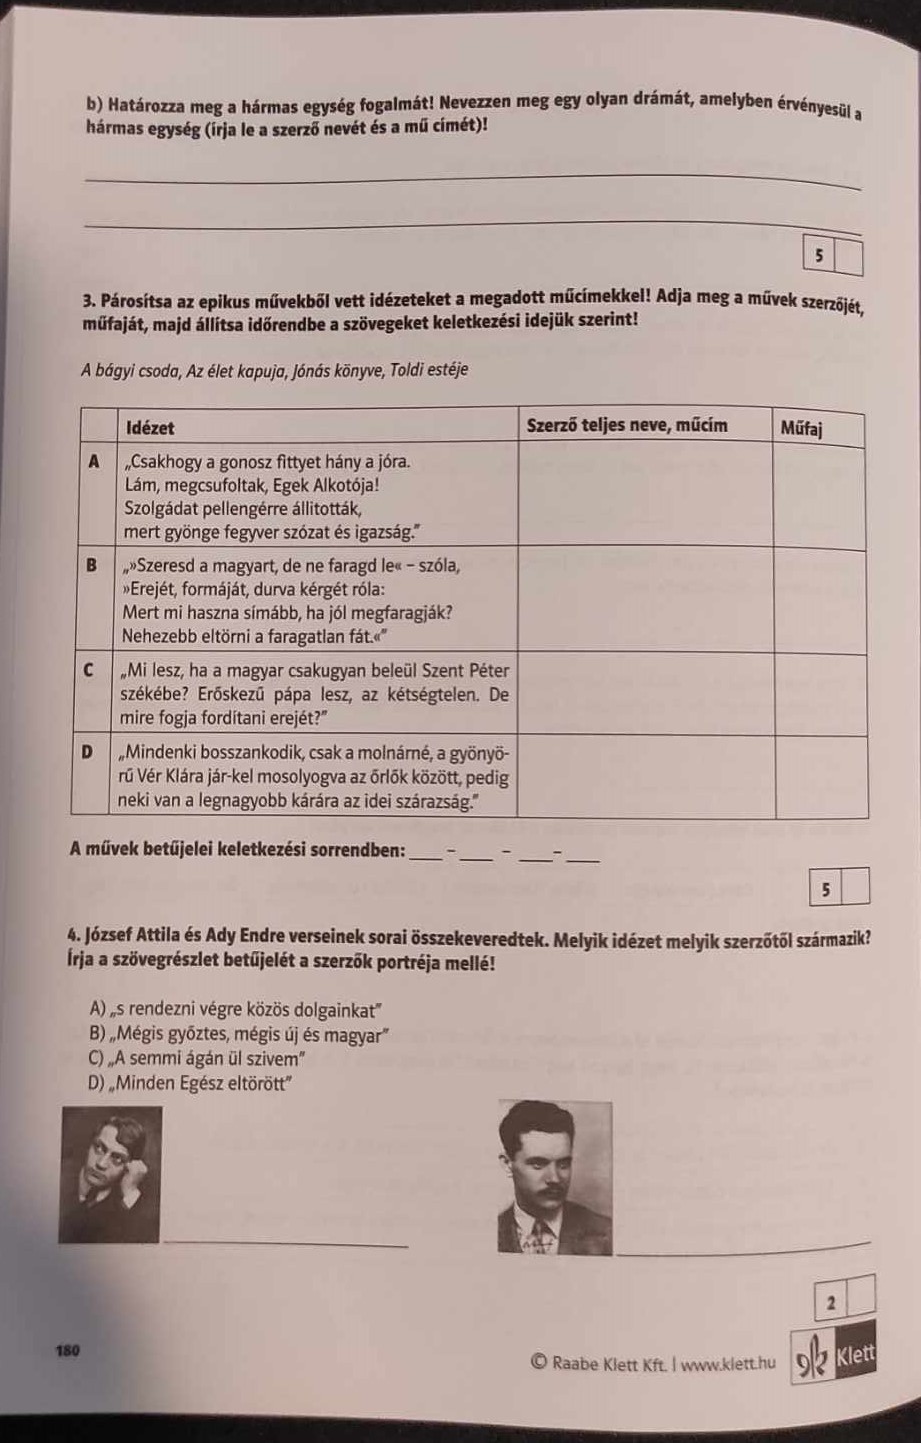 b) Határozza meg a hármas egység fogalmát! Nevezzen meg egy olyan drámát, amelyben érvényesül a
hármas egység (írja le a szerző nevét és a mű címét)!
5
3. Párosítsa az epikus művekből vett idézeteket a megadott műcímekkel! Adja meg a művek szerzőjét,
műfaját, majd állítsa időrendbe a szövegeket keletkezési idejük szerint!
A bágyi csoda, Az élet kapuja, Jónás könyve, Toldi estéje
Idézet Szerző teljes neve, műcím Műfaj
A „Csakhogy a gonosz fittyet hány a jóra.
Lám, megcsufoltak, Egek Alkotója!
Szolgádat pellengérre állitották,
mert gyönge fegyver szózat és igazság."
B „»Szeresd a magyart, de ne faragd le« – szóla,
»Erejét, formáját, durva kérgét róla:
Mert mi haszna símább, ha jól megfaragják?
Nehezebb eltörni a faragatlan fát.«"
C „Mi lesz, ha a magyar csakugyan beleül Szent Péter
székébe? Erőskezű pápa lesz, az kétségtelen. De
mire fogja fordítani erejét?"
D „Mindenki bosszankodik, csak a molnárné, a gyönyö-
rű Vér Klára jár-kel mosolyogva az őrlők között, pedig
neki van a legnagyobb kárára az idei szárazság."
A művek betűjelei keletkezési sorrendben: ___ – ___ – ___ – ___
5
4. József Attila és Ady Endre verseinek sorai összekeveredtek. Melyik idézet melyik szerzőtől származik?
Írja a szövegrészlet betűjelét a szerzők portréja mellé!
A) „s rendezni végre közös dolgainkat"
B) „Mégis győztes, mégis új és magyar"
C) „A semmi ágán ül szivem"
D) „Minden Egész eltörött"
2
180
© Raabe Klett Kft. | www.klett.hu
Klett